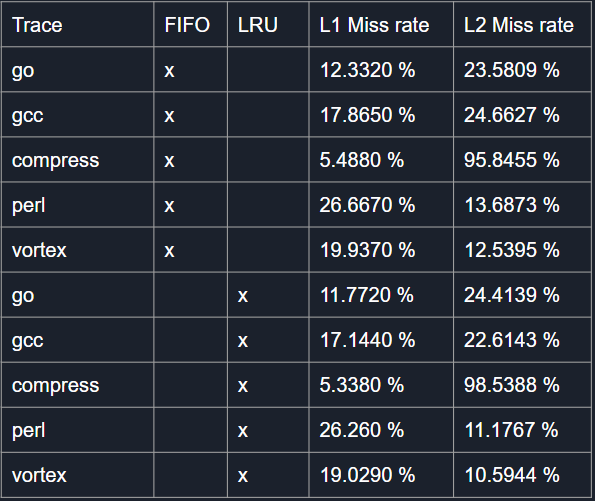 Trace FIFO LRU L1 Miss rate L2 Miss rate
go x 12.3320 % 23.5809 %
gcc x 17.8650 % 24.6627 %
compress x 5.4880 % 95.8455 %
perl x 26.6670 % 13.6873 %
vortex x 19.9370 % 12.5395 %
go x 11.7720 % 24.4139 %
gcc x 17.1440 % 22.6143 %
compress x 5.3380 % 98.5388 %
perl x 26.260 % 11.1767 %
vortex x 19.0290 % 10.5944 %